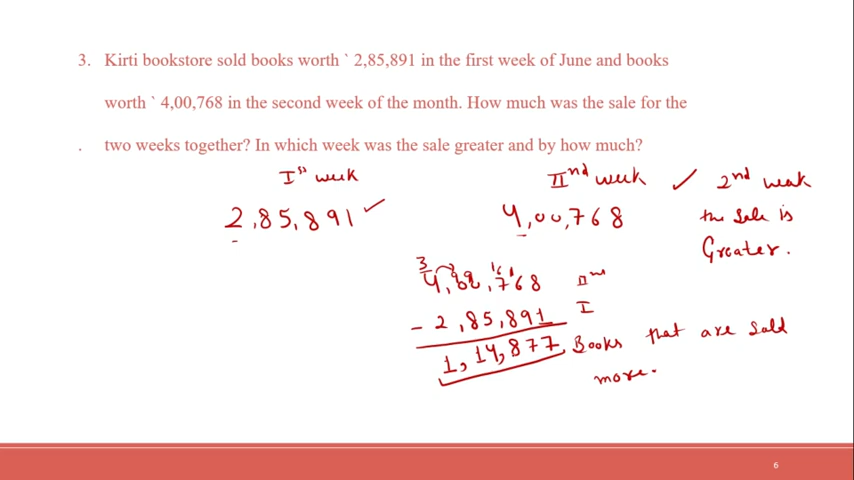 3. Kirti bookstore sold books worth ` 2,85,891 in the first week of June and books
worth ` 4,00,768 in the second week of the month. How much was the sale for the
. two weeks together? In which week was the sale greater and by how much?
Ist week
IInd week ✓ 2nd weak
2,85,891 ✓
4,00,768
the sale is
Greater.
768 IInd
- 2,85,891 I
1,14,877 Books that are sold
more.
6